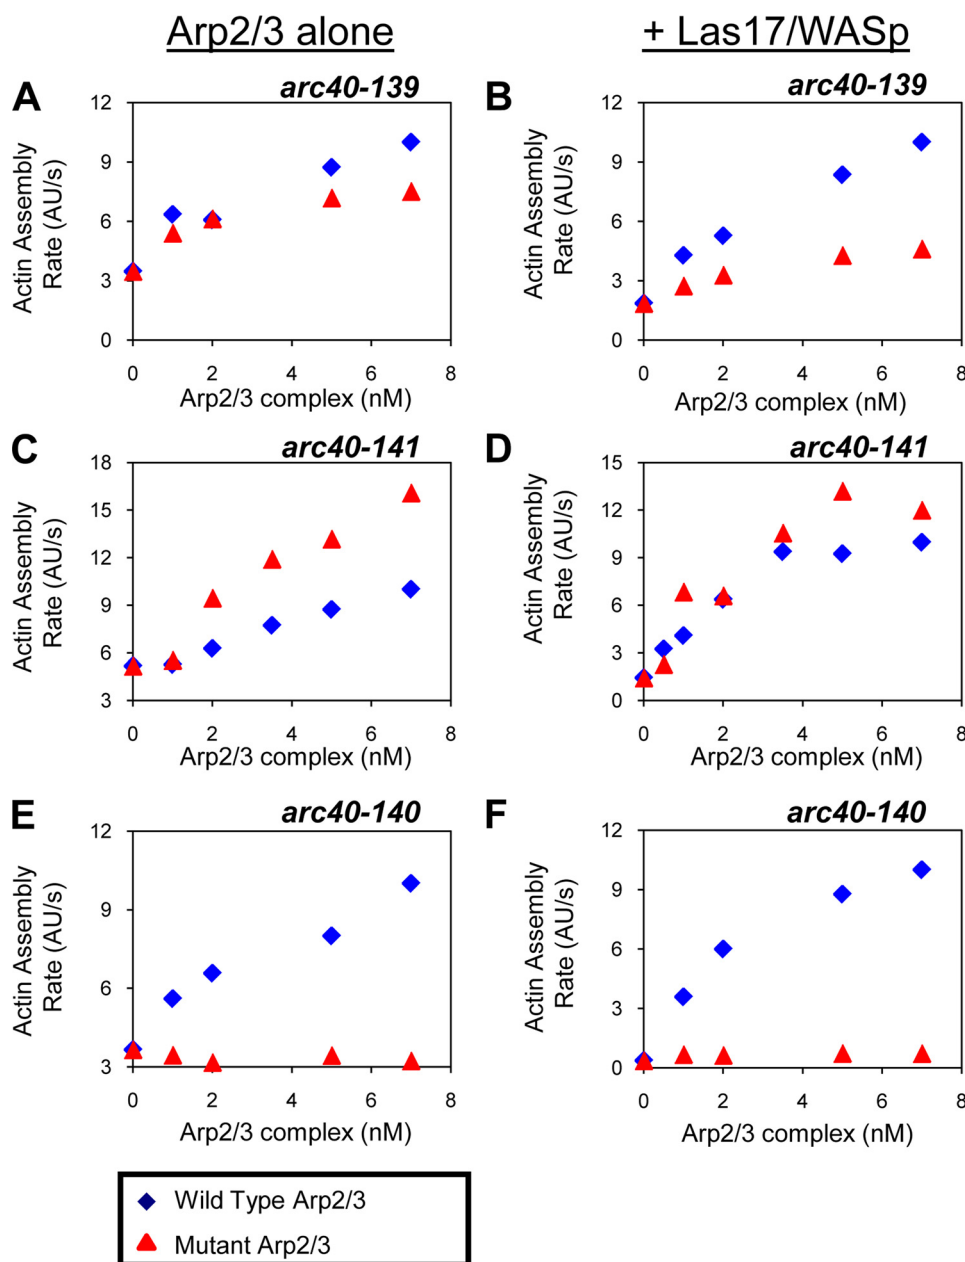 Arp2/3 alone
+ Las17/WASp
A
arc40-139
12
9
6
3
0
Actin Assembly
Rate (AU/s)
0 2 4 6 8
Arp2/3 complex (nM)
B
arc40-139
12
9
6
3
0
Actin Assembly
Rate (AU/s)
0 2 4 6 8
Arp2/3 complex (nM)
C
arc40-141
18
15
12
9
6
3
Actin Assembly
Rate (AU/s)
0 2 4 6 8
Arp2/3 complex (nM)
D
arc40-141
15
12
9
6
3
0
Actin Assembly
Rate (AU/s)
0 2 4 6 8
Arp2/3 complex (nM)
E
arc40-140
12
9
6
3
Actin Assembly
Rate (AU/s)
0 2 4 6 8
Arp2/3 complex (nM)
F
arc40-140
12
9
6
3
0
Actin Assembly
Rate (AU/s)
0 2 4 6 8
Arp2/3 complex (nM)
Wild Type Arp2/3
Mutant Arp2/3